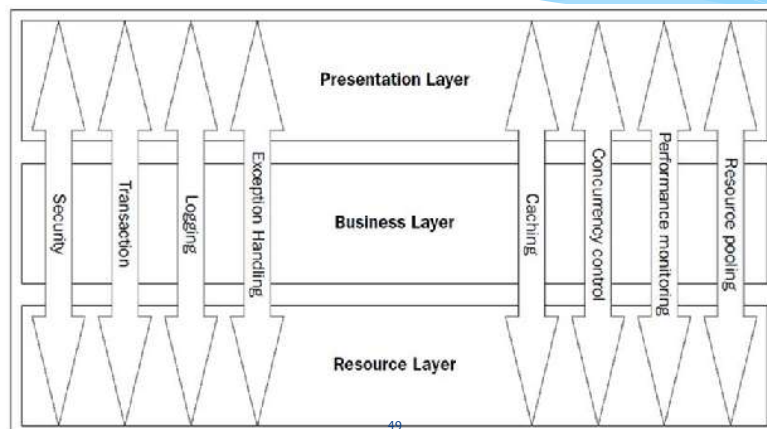 Presentation Layer
Security
Transaction
Logging
Exception Handling
Business Layer
Caching
Concurrency control
Performance monitoring
Resource pooling
Resource Layer
49